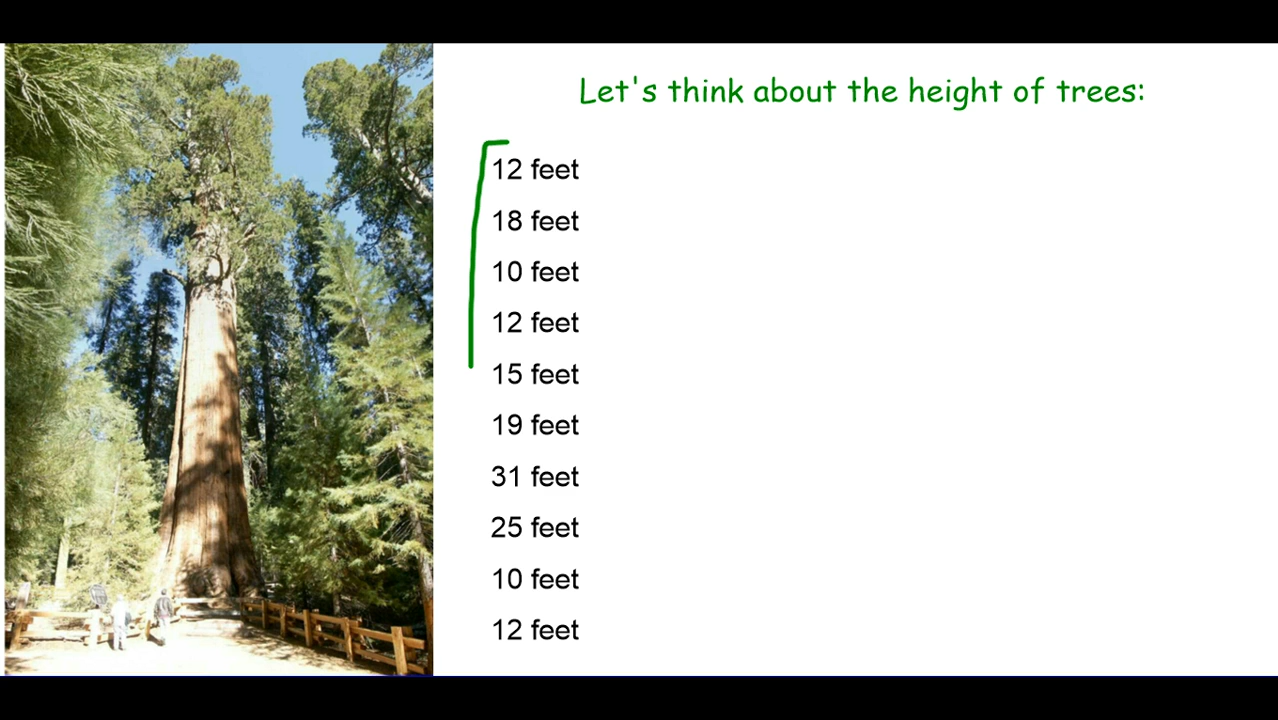 Let's think about the height of trees:
12 feet
18 feet
10 feet
12 feet
15 feet
19 feet
31 feet
25 feet
10 feet
12 feet